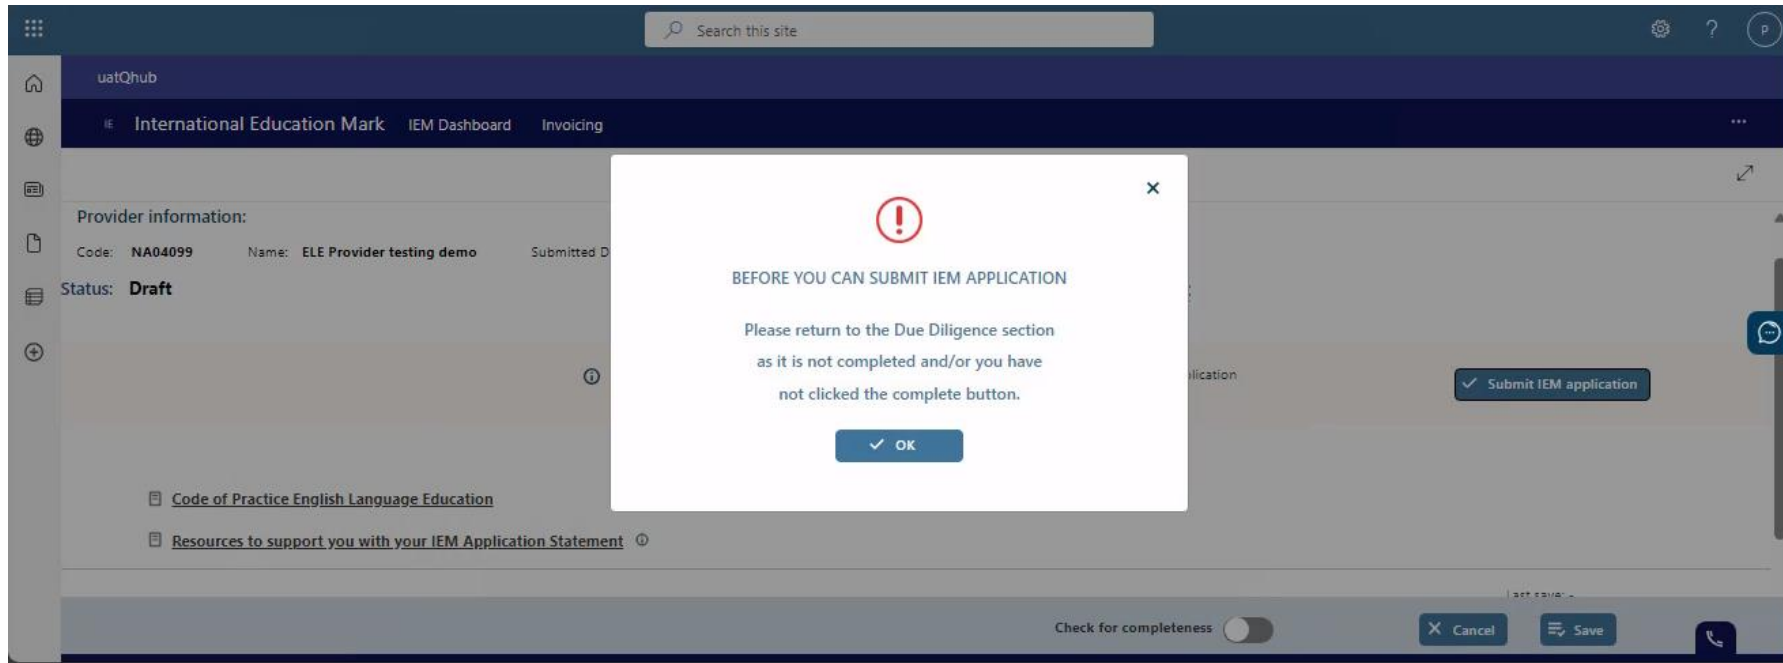 Search this site
?
P
uatQhub
IE International Education Mark IEM Dashboard Invoicing
Provider information:
Code: NA04099 Name: ELE Provider testing demo Submitted D
Status: Draft
BEFORE YOU CAN SUBMIT IEM APPLICATION
Please return to the Due Diligence section
as it is not completed and/or you have
not clicked the complete button.
OK
Submit IEM application
Code of Practice English Language Education
Resources to support you with your IEM Application Statement
Check for completeness
Cancel
Save